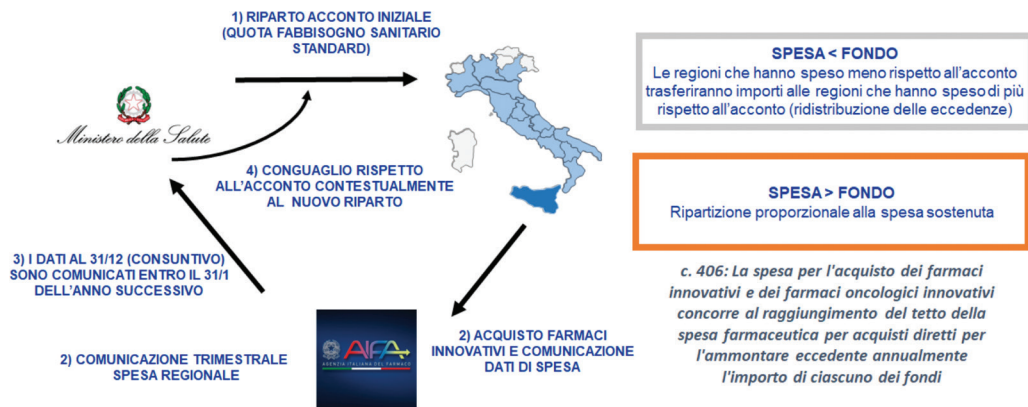 1) RIPARTO ACCONTO INIZIALE
(QUOTA FABBISOGNO SANITARIO
STANDARD)
Ministero della Salute
4) CONGUAGLIO RISPETTO
ALL'ACCONTO CONTESTUALMENTE
AL NUOVO RIPARTO
3) I DATI AL 31/12 (CONSUNTIVO)
SONO COMUNICATI ENTRO IL 31/1
DELL'ANNO SUCCESSIVO
2) COMUNICAZIONE TRIMESTRALE
SPESA REGIONALE
AIFA
AGENZIA ITALIANA DEL FARMACO
2) ACQUISTO FARMACI
INNOVATIVI E COMUNICAZIONE
DATI DI SPESA
SPESA < FONDO
Le regioni che hanno speso meno rispetto all'acconto
trasferiranno importi alle regioni che hanno speso di più
rispetto all'acconto (ridistribuzione delle eccedenze)
SPESA > FONDO
Ripartizione proporzionale alla spesa sostenuta
c. 406: La spesa per l'acquisto dei farmaci
innovativi e dei farmaci oncologici innovativi
concorre al raggiungimento del tetto della
spesa farmaceutica per acquisti diretti per
l'ammontare eccedente annualmente
l'importo di ciascuno dei fondi